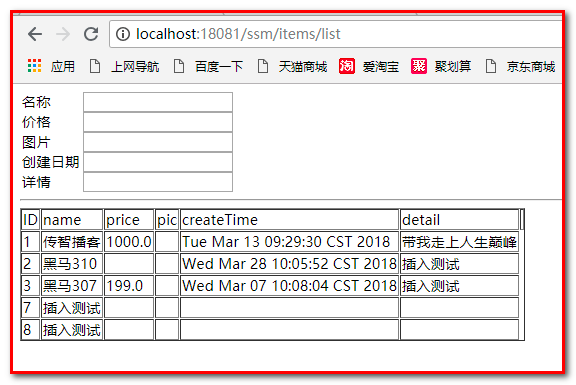 localhost:18081/ssm/items/list
应用 上网导航 百度一下 天猫商城 淘 爱淘宝 聚 聚划算 京东商城
名称
价格
图片
创建日期
详情
ID name price pic createTime detail
1 传智播客 1000.0 Tue Mar 13 09:29:30 CST 2018 带我走上人生巅峰
2 黑马310 Wed Mar 28 10:05:52 CST 2018 插入测试
3 黑马307 199.0 Wed Mar 07 10:08:04 CST 2018 插入测试
7 插入测试
8 插入测试